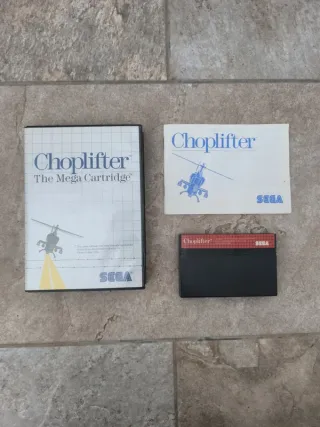 Choplifter
The Mega Cartridge
SEGA
Choplifter
SEGA
Choplifter
SEGA